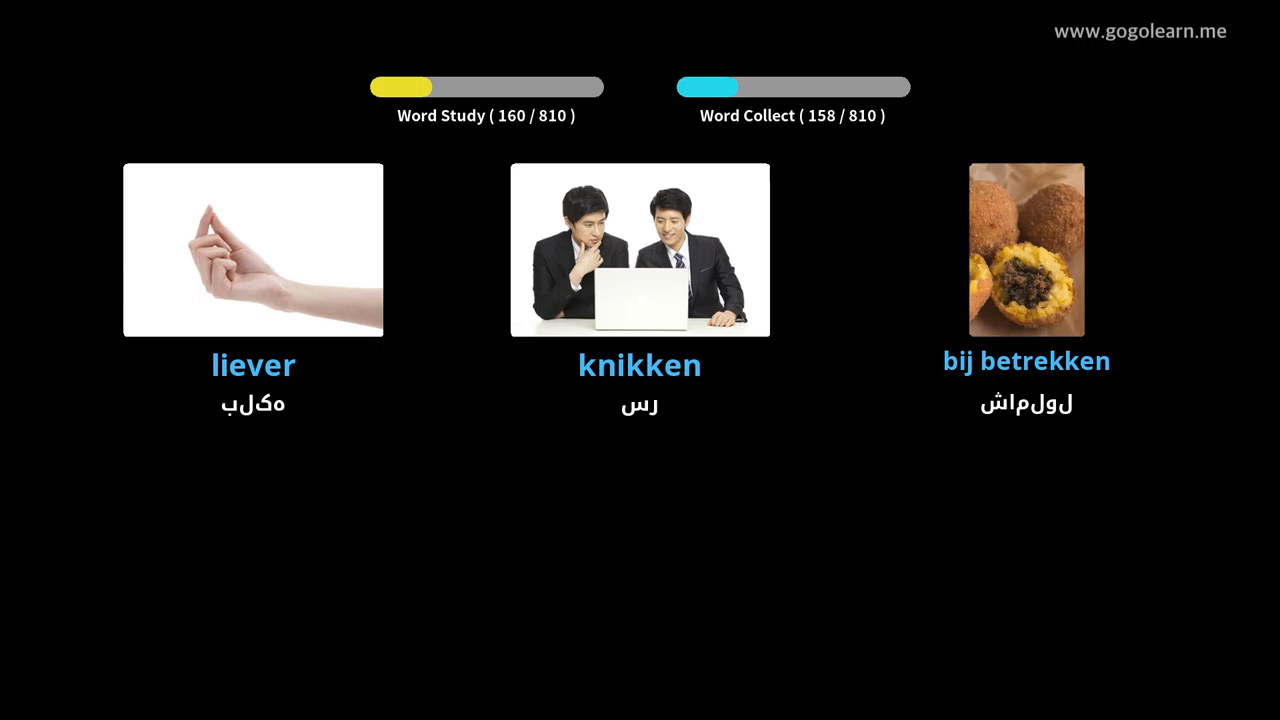 www.gogolearn.me
Word Study ( 160 / 810 )
Word Collect ( 158 / 810 )
liever
هکلب
knikken
رس
bij betrekken
لولماش